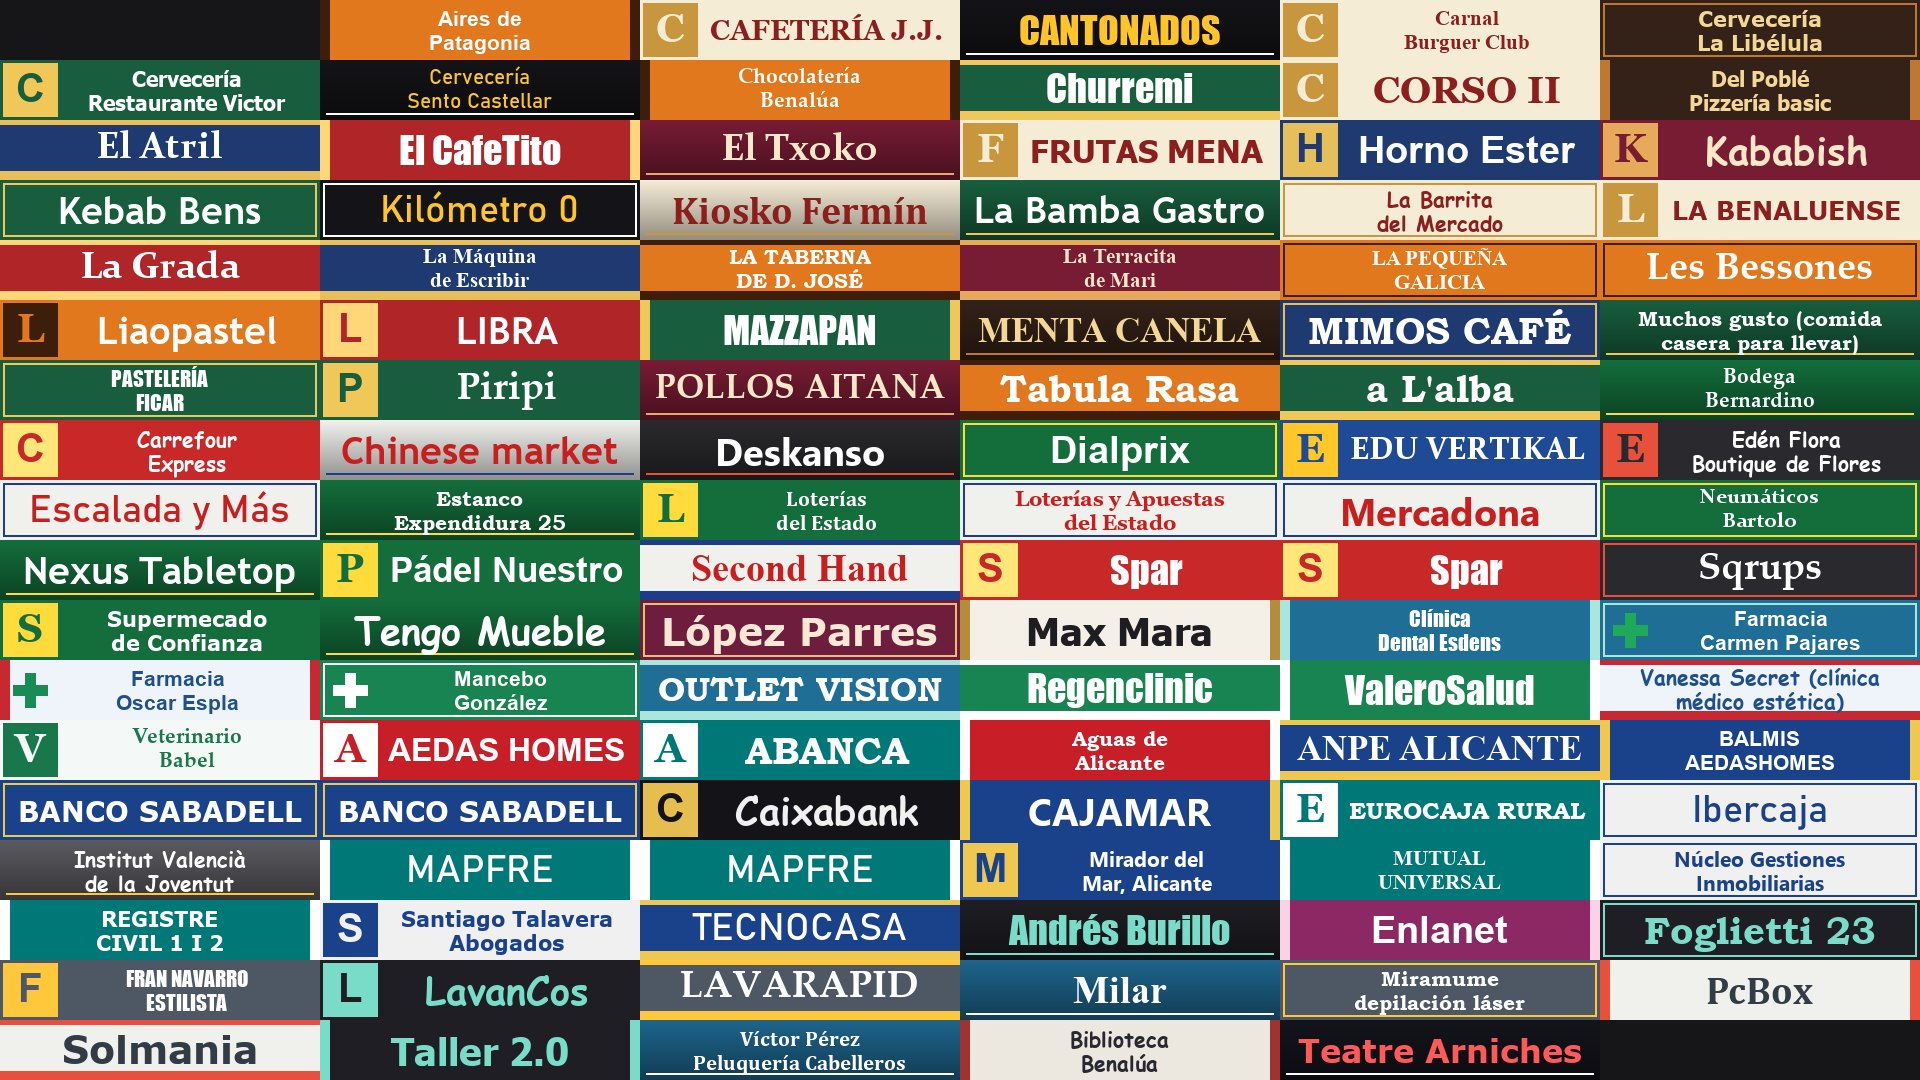 Aires de
Patagonia
C CAFETERÍA J.J.
CANTONADOS
C Carnal
Burguer Club
Cervecería
La Libélula
C Cervecería
Restaurante Victor
Cervecería
Sento Castellar
Chocolatería
Benalúa
Churremi
C CORSO II
Del Poblé
Pizzería basic
El Atril
El CafeTito
El Txoko
F FRUTAS MENA
H Horno Ester
K Kababish
Kebab Bens
Kilómetro 0
Kiosko Fermín
La Bamba Gastro
La Barrita
del Mercado
L LA BENALUENSE
La Grada
La Máquina
de Escribir
LA TABERNA
DE D. JOSÉ
La Terracita
de Mari
LA PEQUEÑA
GALICIA
Les Bessones
L Liaopastel
L LIBRA
MAZZAPAN
MENTA CANELA
MIMOS CAFÉ
Muchos gusto (comida
casera para llevar)
PASTELERÍA
FICAR
P Piripi
POLLOS AITANA
Tabula Rasa
a L'alba
Bodega
Bernardino
C Carrefour
Express
Chinese market
Deskanso
Dialprix
E EDU VERTIKAL
E Edén Flora
Boutique de Flores
Escalada y Más
Estanco
Expendidura 25
L Loterías
del Estado
Loterías y Apuestas
del Estado
Mercadona
Neumáticos
Bartolo
Nexus Tabletop
P Pádel Nuestro
Second Hand
S Spar
S Spar
Sqrups
S Supermecado
de Confianza
Tengo Mueble
López Parres
Max Mara
Clínica
Dental Esdens
Farmacia
Carmen Pajares
Farmacia
Oscar Espla
Mancebo
González
OUTLET VISION
Regenclinic
ValeroSalud
Vanessa Secret (clínica
médico estética)
V Veterinario
Babel
A AEDAS HOMES
A ABANCA
Aguas de
Alicante
ANPE ALICANTE
BALMIS
AEDASHOMES
BANCO SABADELL
BANCO SABADELL
C Caixabank
CAJAMAR
E EUROCAJA RURAL
Ibercaja
Institut Valencià
de la Joventut
MAPFRE
MAPFRE
M Mirador del
Mar, Alicante
MUTUAL
UNIVERSAL
Núcleo Gestiones
Inmobiliarias
REGISTRE
CIVIL 1 I 2
S Santiago Talavera
Abogados
TECNOCASA
Andrés Burillo
Enlanet
Foglietti 23
F FRAN NAVARRO
ESTILISTA
L LavanCos
LAVARAPID
Milar
Miramume
depilación láser
PcBox
Solmania
Taller 2.0
Víctor Pérez
Peluquería Cabelleros
Biblioteca
Benalúa
Teatre Arniches